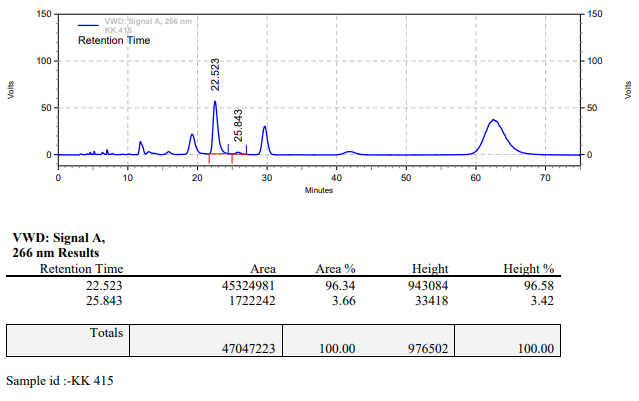 VWD: Signal A, 266 nm
KK 415
Retention Time
150
100
50
0
Volts
22.523
25.843
150
100
50
0
Volts
0 10 20 30 40 50 60 70
Minutes
VWD: Signal A,
266 nm Results
Retention Time Area Area % Height Height %
22.523 45324981 96.34 943084 96.58
25.843 1722242 3.66 33418 3.42
Totals
47047223 100.00 976502 100.00
Sample id :-KK 415